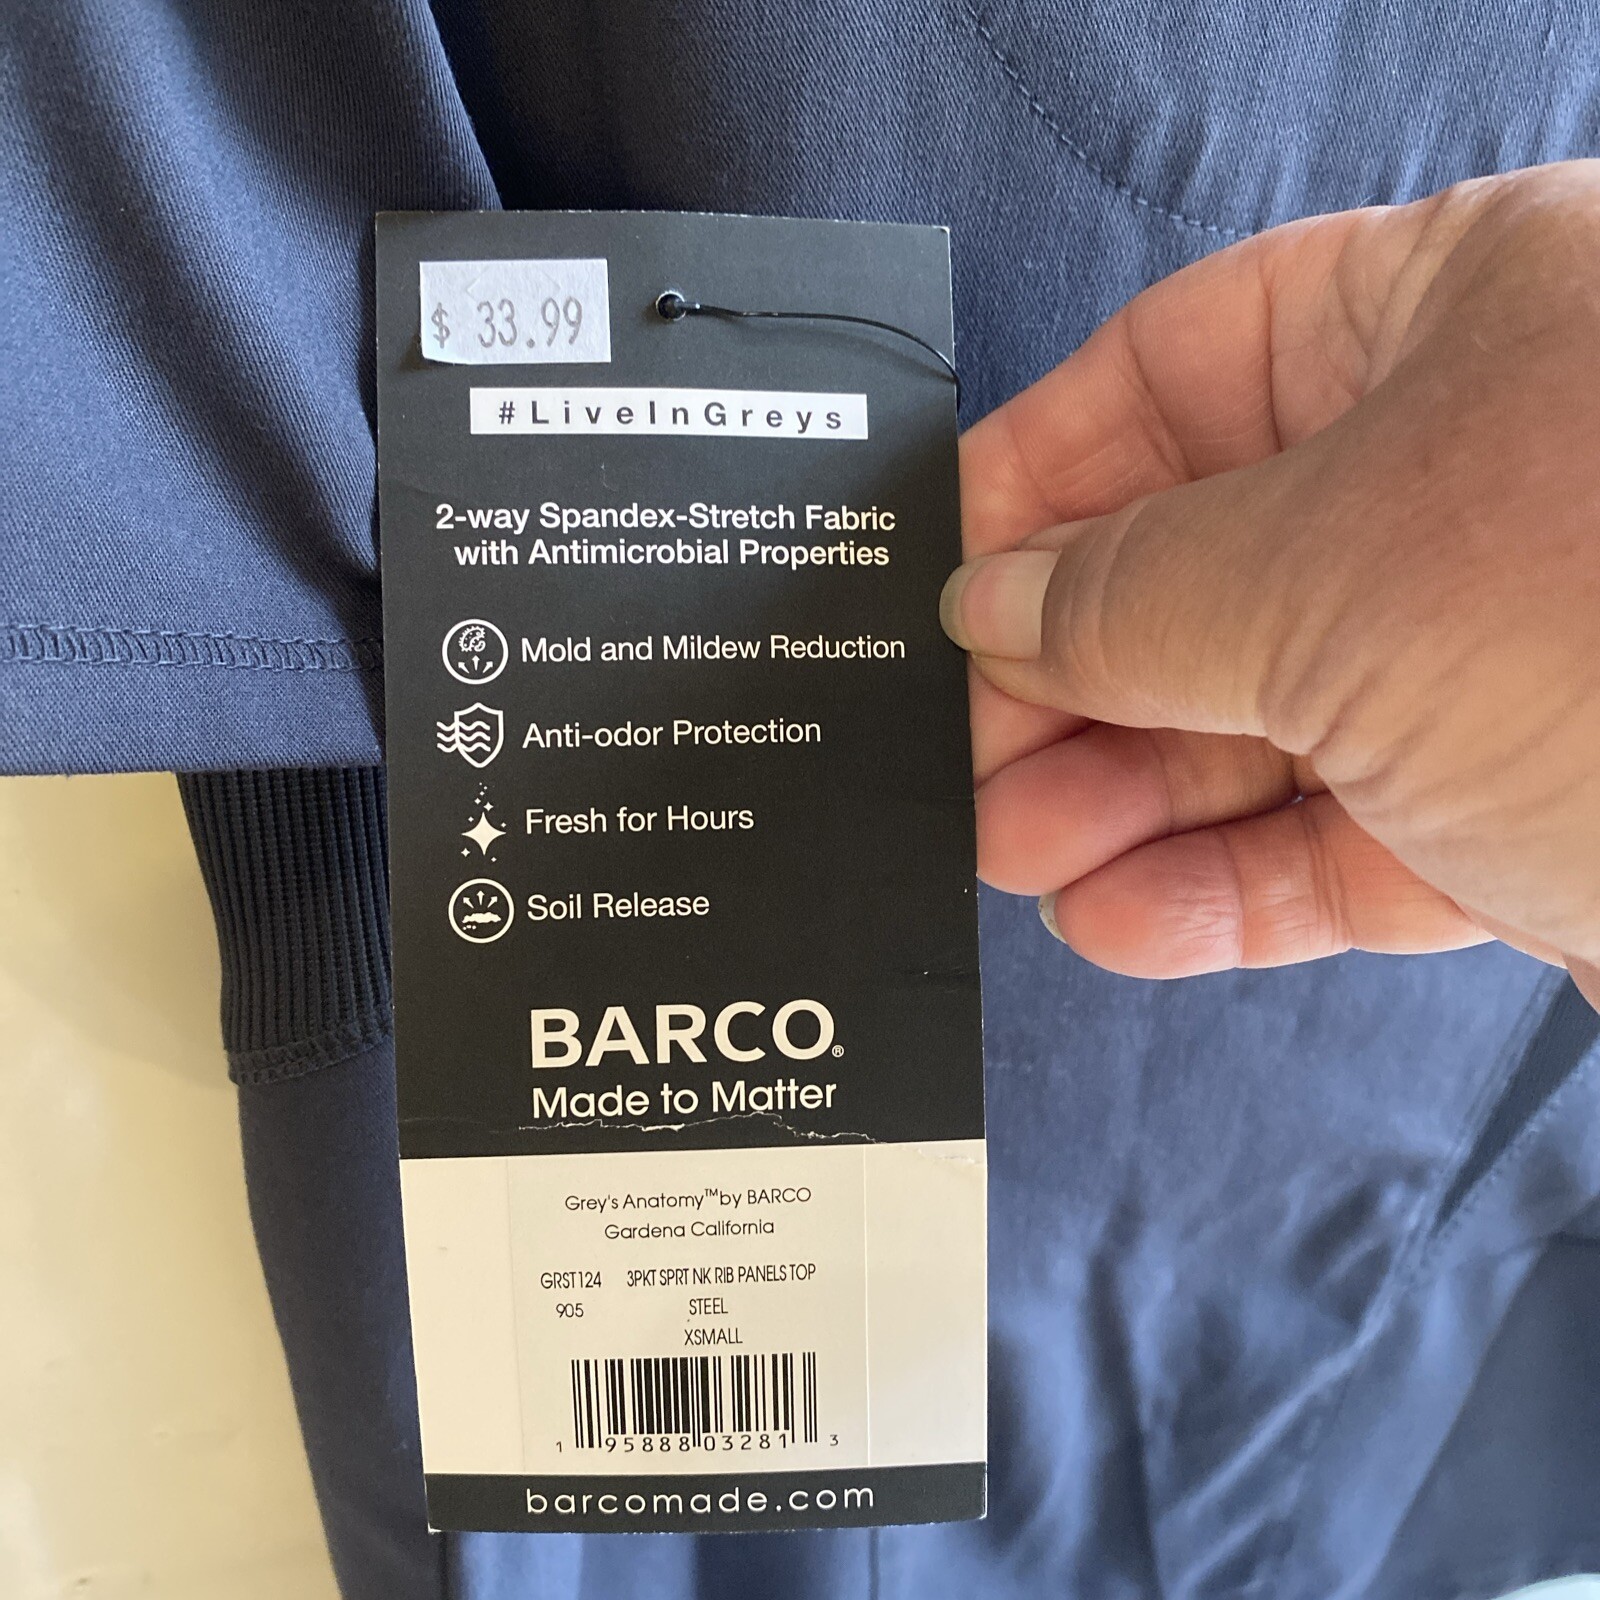 $ 33.99
#LiveInGreys
2-way Spandex-Stretch Fabric
with Antimicrobial Properties
Mold and Mildew Reduction
Anti-odor Protection
Fresh for Hours
Soil Release
BARCO®
Made to Matter
Grey's Anatomy™by BARCO
Gardena California
GRST124 3PKT SPRT NK RIB PANELS TOP
905 STEEL
XSMALL
1 95888 03281 3
barcomade.com